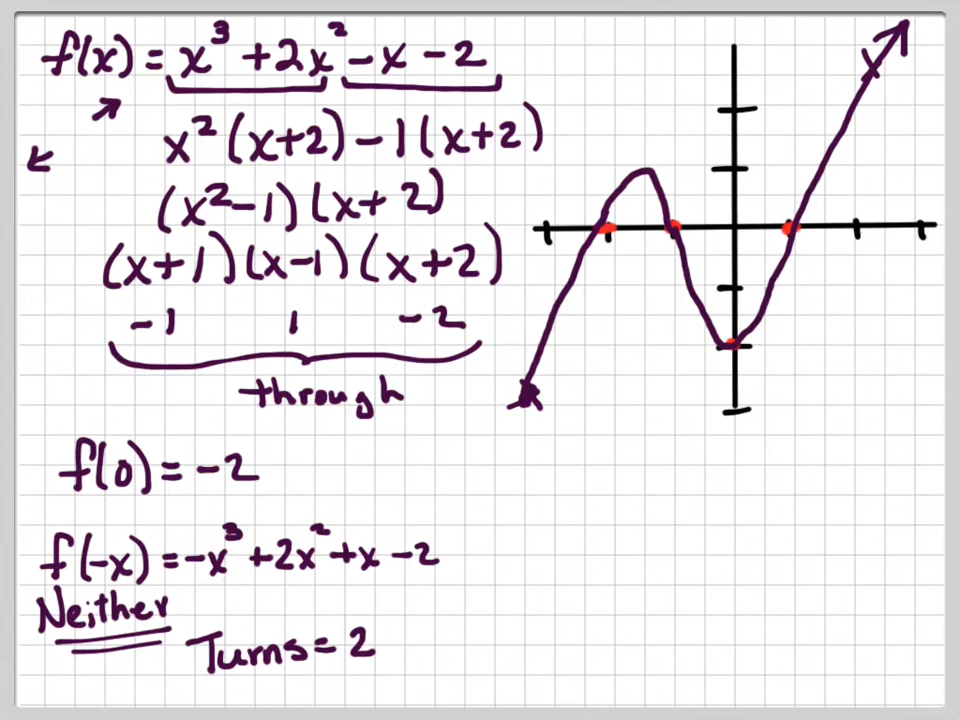 f(x) = x³ + 2x² - x - 2
x²(x+2) - 1(x+2)
(x²-1)(x+2)
(x+1)(x-1)(x+2)
-1 1 -2
through
f(0) = -2
f(-x) = -x³ + 2x² + x - 2
Neither
Turns = 2